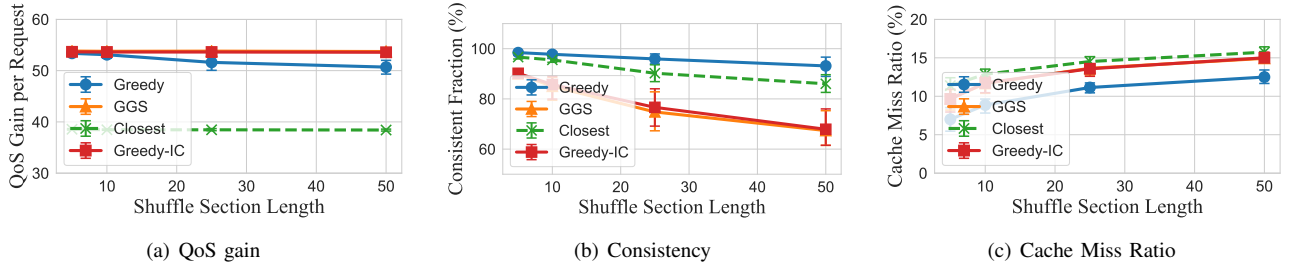 QoS Gain per Request
60
50
40
30
10
20
30
40
50
Greedy
GGS
Closest
Greedy-IC
Shuffle Section Length
(a) QoS gain
Consistent Fraction (%)
100
80
60
10
20
30
40
50
Greedy
GGS
Closest
Greedy-IC
Shuffle Section Length
(b) Consistency
Cache Miss Ratio (%)
20
15
10
5
0
10
20
30
40
50
Greedy
GGS
Closest
Greedy-IC
Shuffle Section Length
(c) Cache Miss Ratio